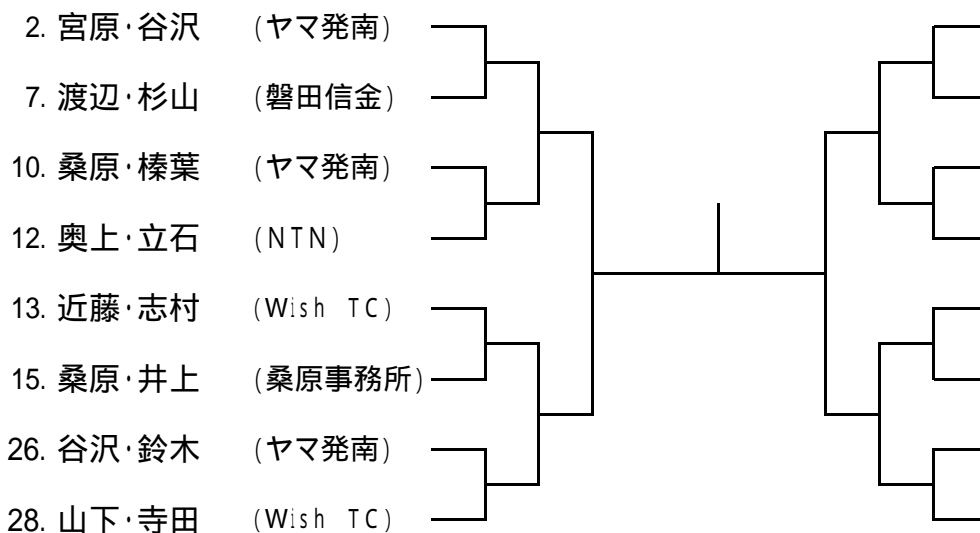 2. 宮原・谷沢 (ヤマ発南)
7. 渡辺・杉山 (磐田信金)
10. 桑原・榛葉 (ヤマ発南)
12. 奥上・立石 (NTN)
13. 近藤・志村 (Wish TC)
15. 桑原・井上 (桑原事務所)
26. 谷沢・鈴木 (ヤマ発南)
28. 山下・寺田 (Wish TC)